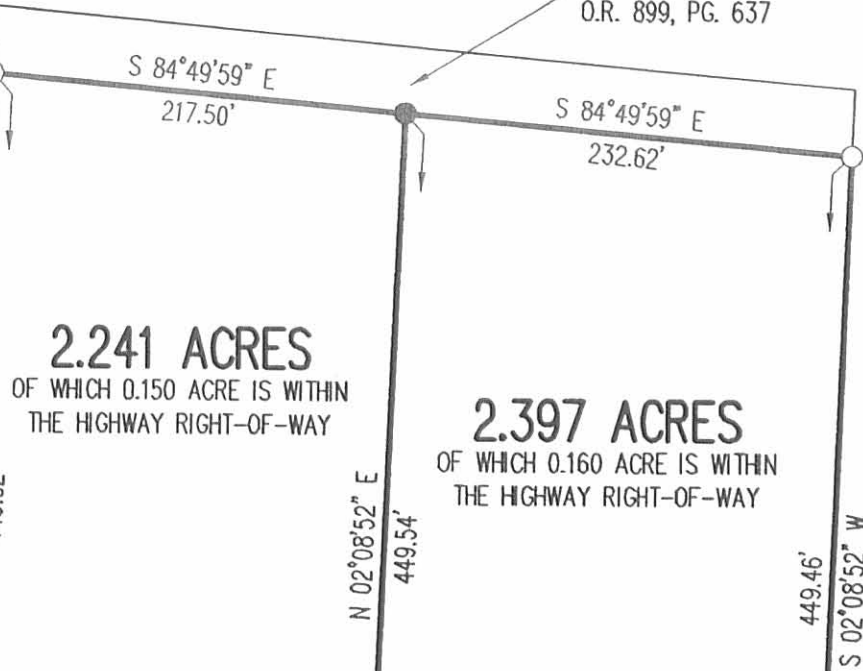 O.R. 899, PG. 637
S 84°49'59" E
217.50'
S 84°49'59" E
232.62'
2.241 ACRES
OF WHICH 0.150 ACRE IS WITHIN
THE HIGHWAY RIGHT-OF-WAY
2.397 ACRES
OF WHICH 0.160 ACRE IS WITHIN
THE HIGHWAY RIGHT-OF-WAY
N 02°08'52" E
449.54'
449.46'
S 02°08'52" W